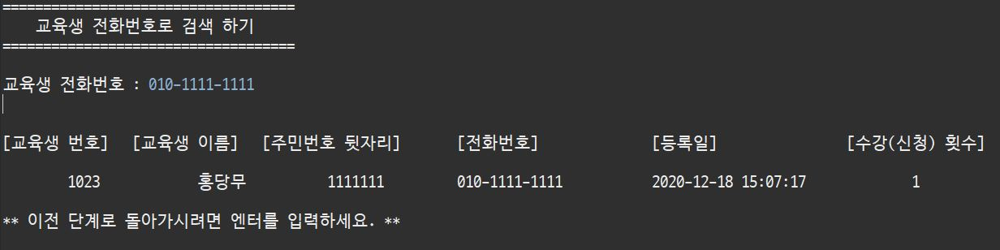 ====================================
교육생 전화번호로 검색 하기
====================================
교육생 전화번호 : 010-1111-1111
[교육생 번호] [교육생 이름] [주민번호 뒷자리] [전화번호] [등록일] [수강(신청) 횟수]
1023 홍당무 1111111 010-1111-1111 2020-12-18 15:07:17 1
** 이전 단계로 돌아가시려면 엔터를 입력하세요. **